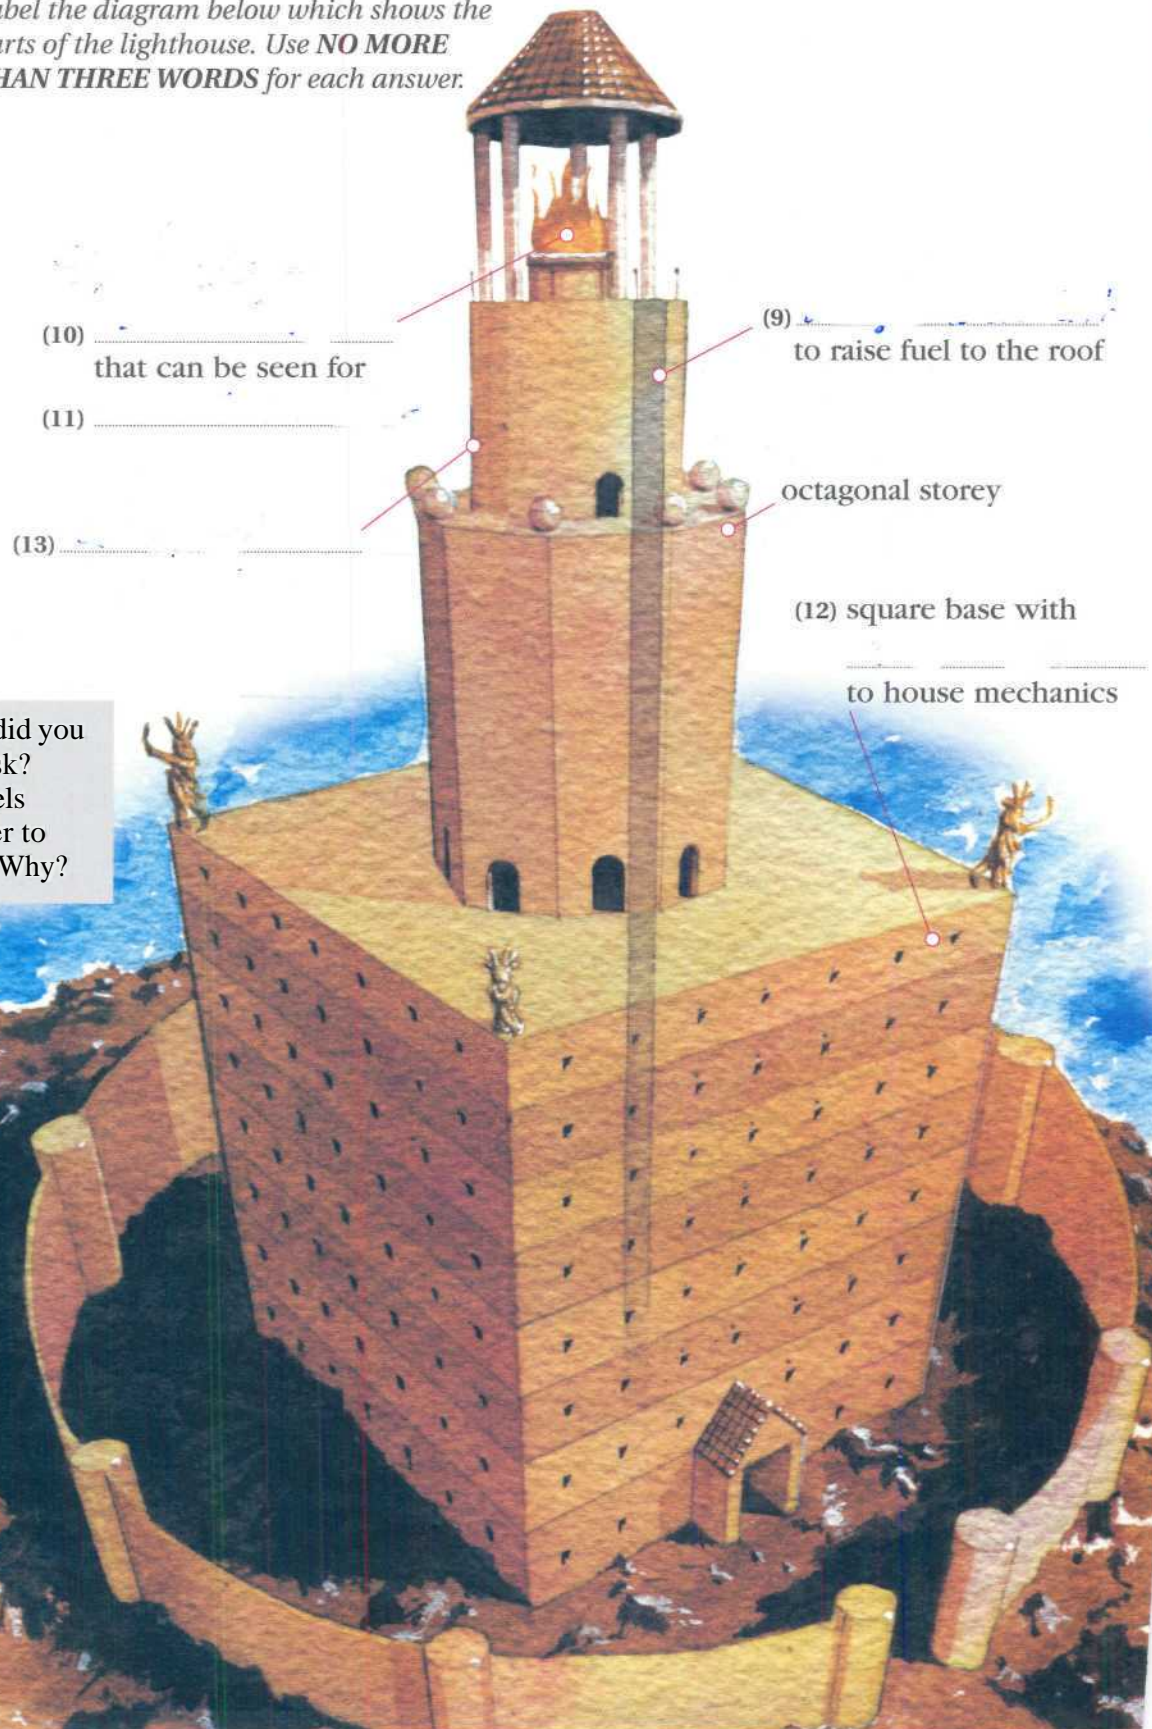 abel the diagram below which shows the
arts of the lighthouse. Use NO MORE
HAN THREE WORDS for each answer.
(10)
that can be seen for
(11)
(13)
(9)
to raise fuel to the roof
octagonal storey
(12) square base with
to house mechanics
did you
sk?
els
er to
Why?